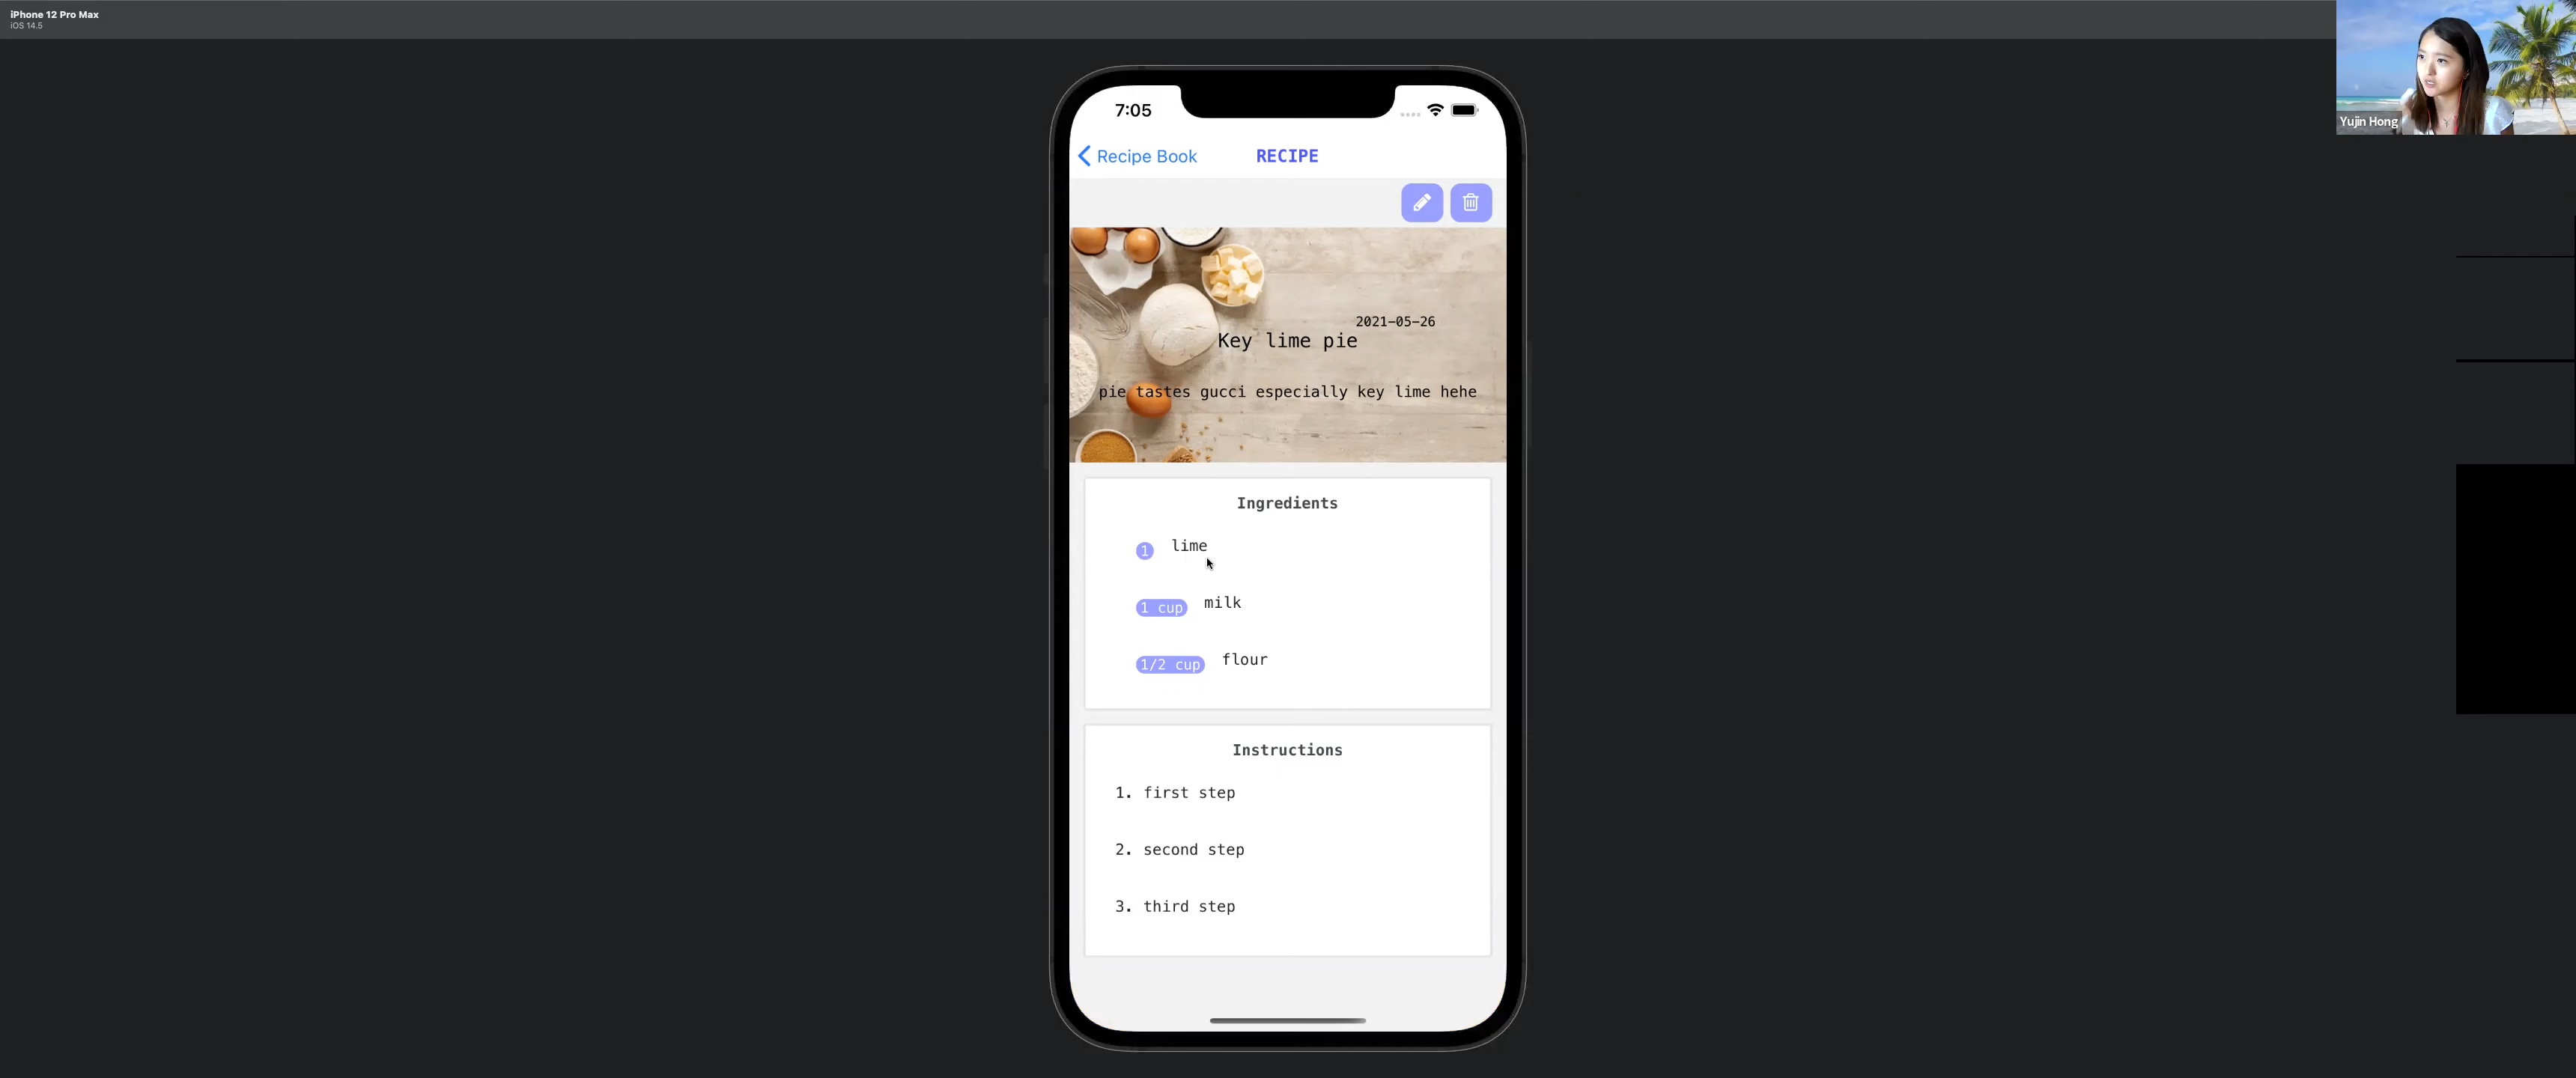 iPhone 12 Pro Max
iOS 14.5
Yujin Hong
7:05
Recipe Book RECIPE
2021-05-26
Key lime pie
pie tastes gucci especially key lime hehe
Ingredients
1 lime
1 cup milk
1/2 cup flour
Instructions
1. first step
2. second step
3. third step